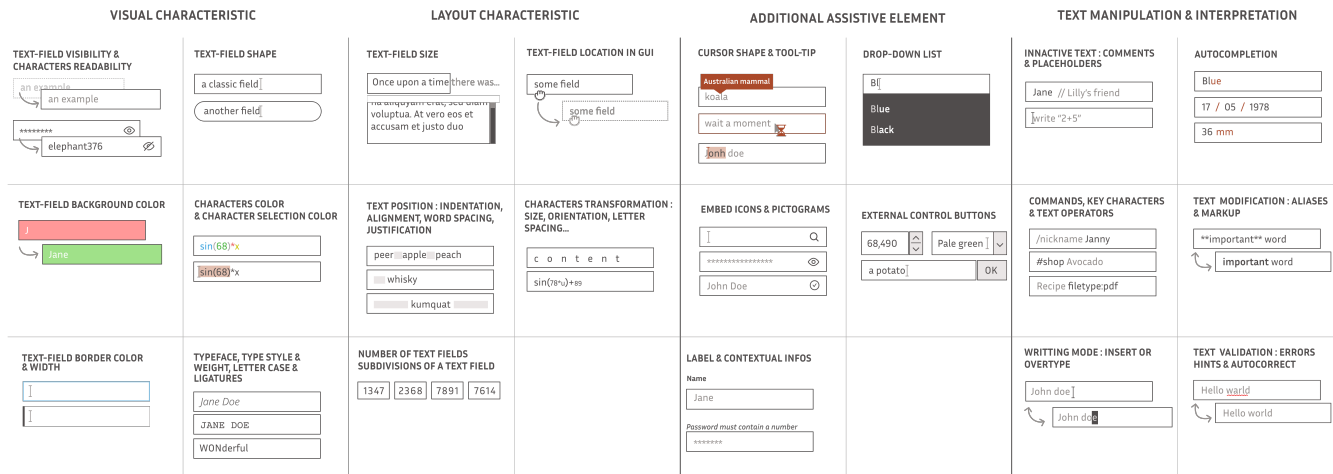 VISUAL CHARACTERISTIC
LAYOUT CHARACTERISTIC
ADDITIONAL ASSISTIVE ELEMENT
TEXT MANIPULATION & INTERPRETATION
TEXT-FIELD VISIBILITY &
CHARACTERS READABILITY
an example
an example
********
elephant376
TEXT-FIELD SHAPE
a classic field
another field
TEXT-FIELD SIZE
Once upon a time there was...
voluptua. At vero eos et
accusam et justo duo
TEXT-FIELD LOCATION IN GUI
some field
some field
CURSOR SHAPE & TOOL-TIP
Australian mammal
koala
wait a moment
Jonh doe
DROP-DOWN LIST
Bl
Blue
Black
INNACTIVE TEXT : COMMENTS
& PLACEHOLDERS
Jane // Lilly's friend
write "2+5"
AUTOCOMPLETION
Blue
17 / 05 / 1978
36 mm
TEXT-FIELD BACKGROUND COLOR
J
Jane
CHARACTERS COLOR
& CHARACTER SELECTION COLOR
sin(68)*x
sin(68)*x
TEXT POSITION : INDENTATION,
ALIGNMENT, WORD SPACING,
JUSTIFICATION
peer apple peach
whisky
kumquat
CHARACTERS TRANSFORMATION :
SIZE, ORIENTATION, LETTER
SPACING...
c o n t e n t
sin(78*u)+89
EMBED ICONS & PICTOGRAMS
****************
John Doe
EXTERNAL CONTROL BUTTONS
68,490
Pale green
a potato
OK
COMMANDS, KEY CHARACTERS
& TEXT OPERATORS
/nickname Janny
#shop Avocado
Recipe filetype:pdf
TEXT MODIFICATION : ALIASES
& MARKUP
**important** word
important word
TEXT-FIELD BORDER COLOR
& WIDTH
TYPEFACE, TYPE STYLE &
WEIGHT, LETTER CASE &
LIGATURES
Jane Doe
JANE DOE
WONderful
NUMBER OF TEXT FIELDS
SUBDIVISIONS OF A TEXT FIELD
1347 2368 7891 7614
LABEL & CONTEXTUAL INFOS
Name
Jane
Password must contain a number
*******
WRITTING MODE : INSERT OR
OVERTYPE
John doe
John doe
TEXT VALIDATION : ERRORS
HINTS & AUTOCORRECT
Hello warld
Hello world